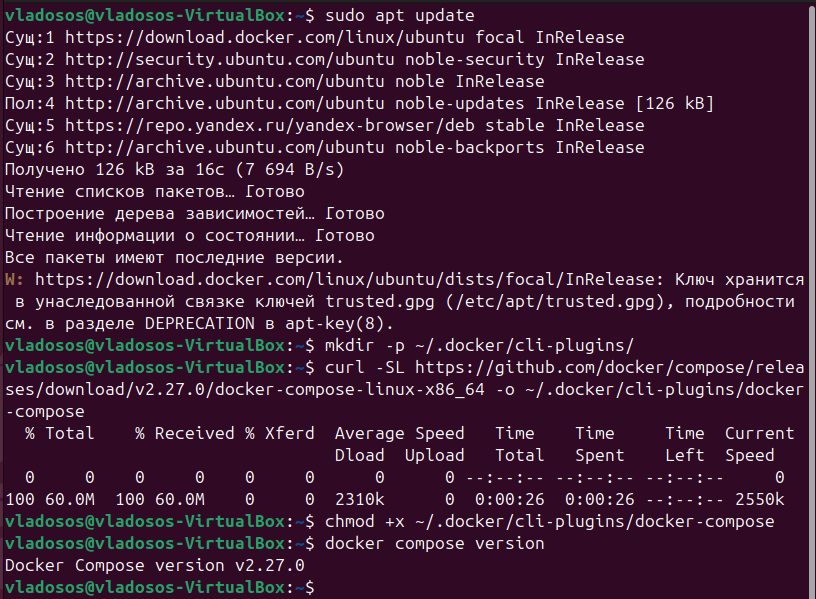 vladosos@vladosos-VirtualBox:~$ sudo apt update
Сущ:1 https://download.docker.com/linux/ubuntu focal InRelease
Сущ:2 http://security.ubuntu.com/ubuntu noble-security InRelease
Сущ:3 http://archive.ubuntu.com/ubuntu noble InRelease
Пол:4 http://archive.ubuntu.com/ubuntu noble-updates InRelease [126 kB]
Сущ:5 https://repo.yandex.ru/yandex-browser/deb stable InRelease
Сущ:6 http://archive.ubuntu.com/ubuntu noble-backports InRelease
Получено 126 kB за 16с (7 694 B/s)
Чтение списков пакетов… Готово
Построение дерева зависимостей… Готово
Чтение информации о состоянии… Готово
Все пакеты имеют последние версии.
W: https://download.docker.com/linux/ubuntu/dists/focal/InRelease: Ключ хранится
 в унаследованной связке ключей trusted.gpg (/etc/apt/trusted.gpg), подробности
см. в разделе DEPRECATION в apt-key(8).
vladosos@vladosos-VirtualBox:~$ mkdir -p ~/.docker/cli-plugins/
vladosos@vladosos-VirtualBox:~$ curl -SL https://github.com/docker/compose/relea
ses/download/v2.27.0/docker-compose-linux-x86_64 -o ~/.docker/cli-plugins/docker
-compose
  % Total    % Received % Xferd  Average Speed   Time    Time     Time  Current
                                 Dload  Upload   Total   Spent    Left  Speed
  0     0    0     0    0     0      0      0 --:--:-- --:--:-- --:--:--     0
100 60.0M  100 60.0M    0     0  2310k      0  0:00:26  0:00:26 --:--:-- 2550k
vladosos@vladosos-VirtualBox:~$ chmod +x ~/.docker/cli-plugins/docker-compose
vladosos@vladosos-VirtualBox:~$ docker compose version
Docker Compose version v2.27.0
vladosos@vladosos-VirtualBox:~$